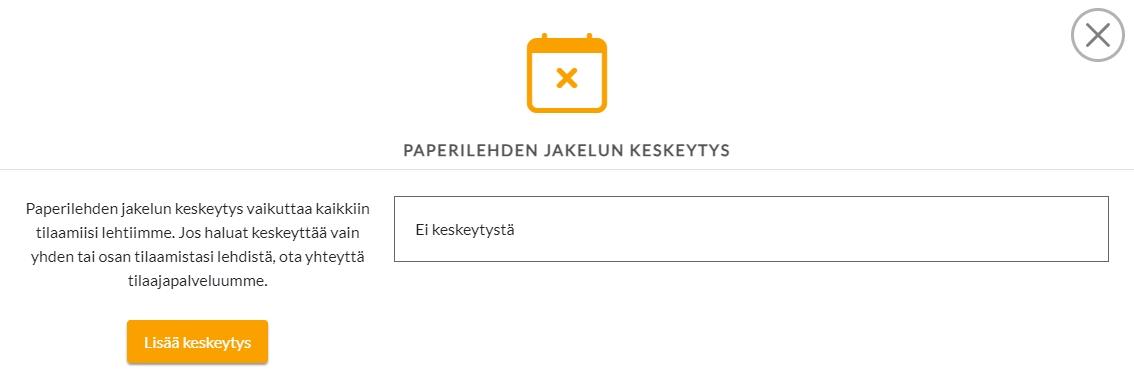 PAPERILEHDEN JAKELUN KESKEYTYS
Paperilehden jakelun keskeytys vaikuttaa kaikkiin
tilaamiisi lehtiimme. Jos haluat keskeyttää vain
yhden tai osan tilaamistasi lehdistä, ota yhteyttä
tilaajapalveluumme.
Lisää keskeytys
Ei keskeytystä